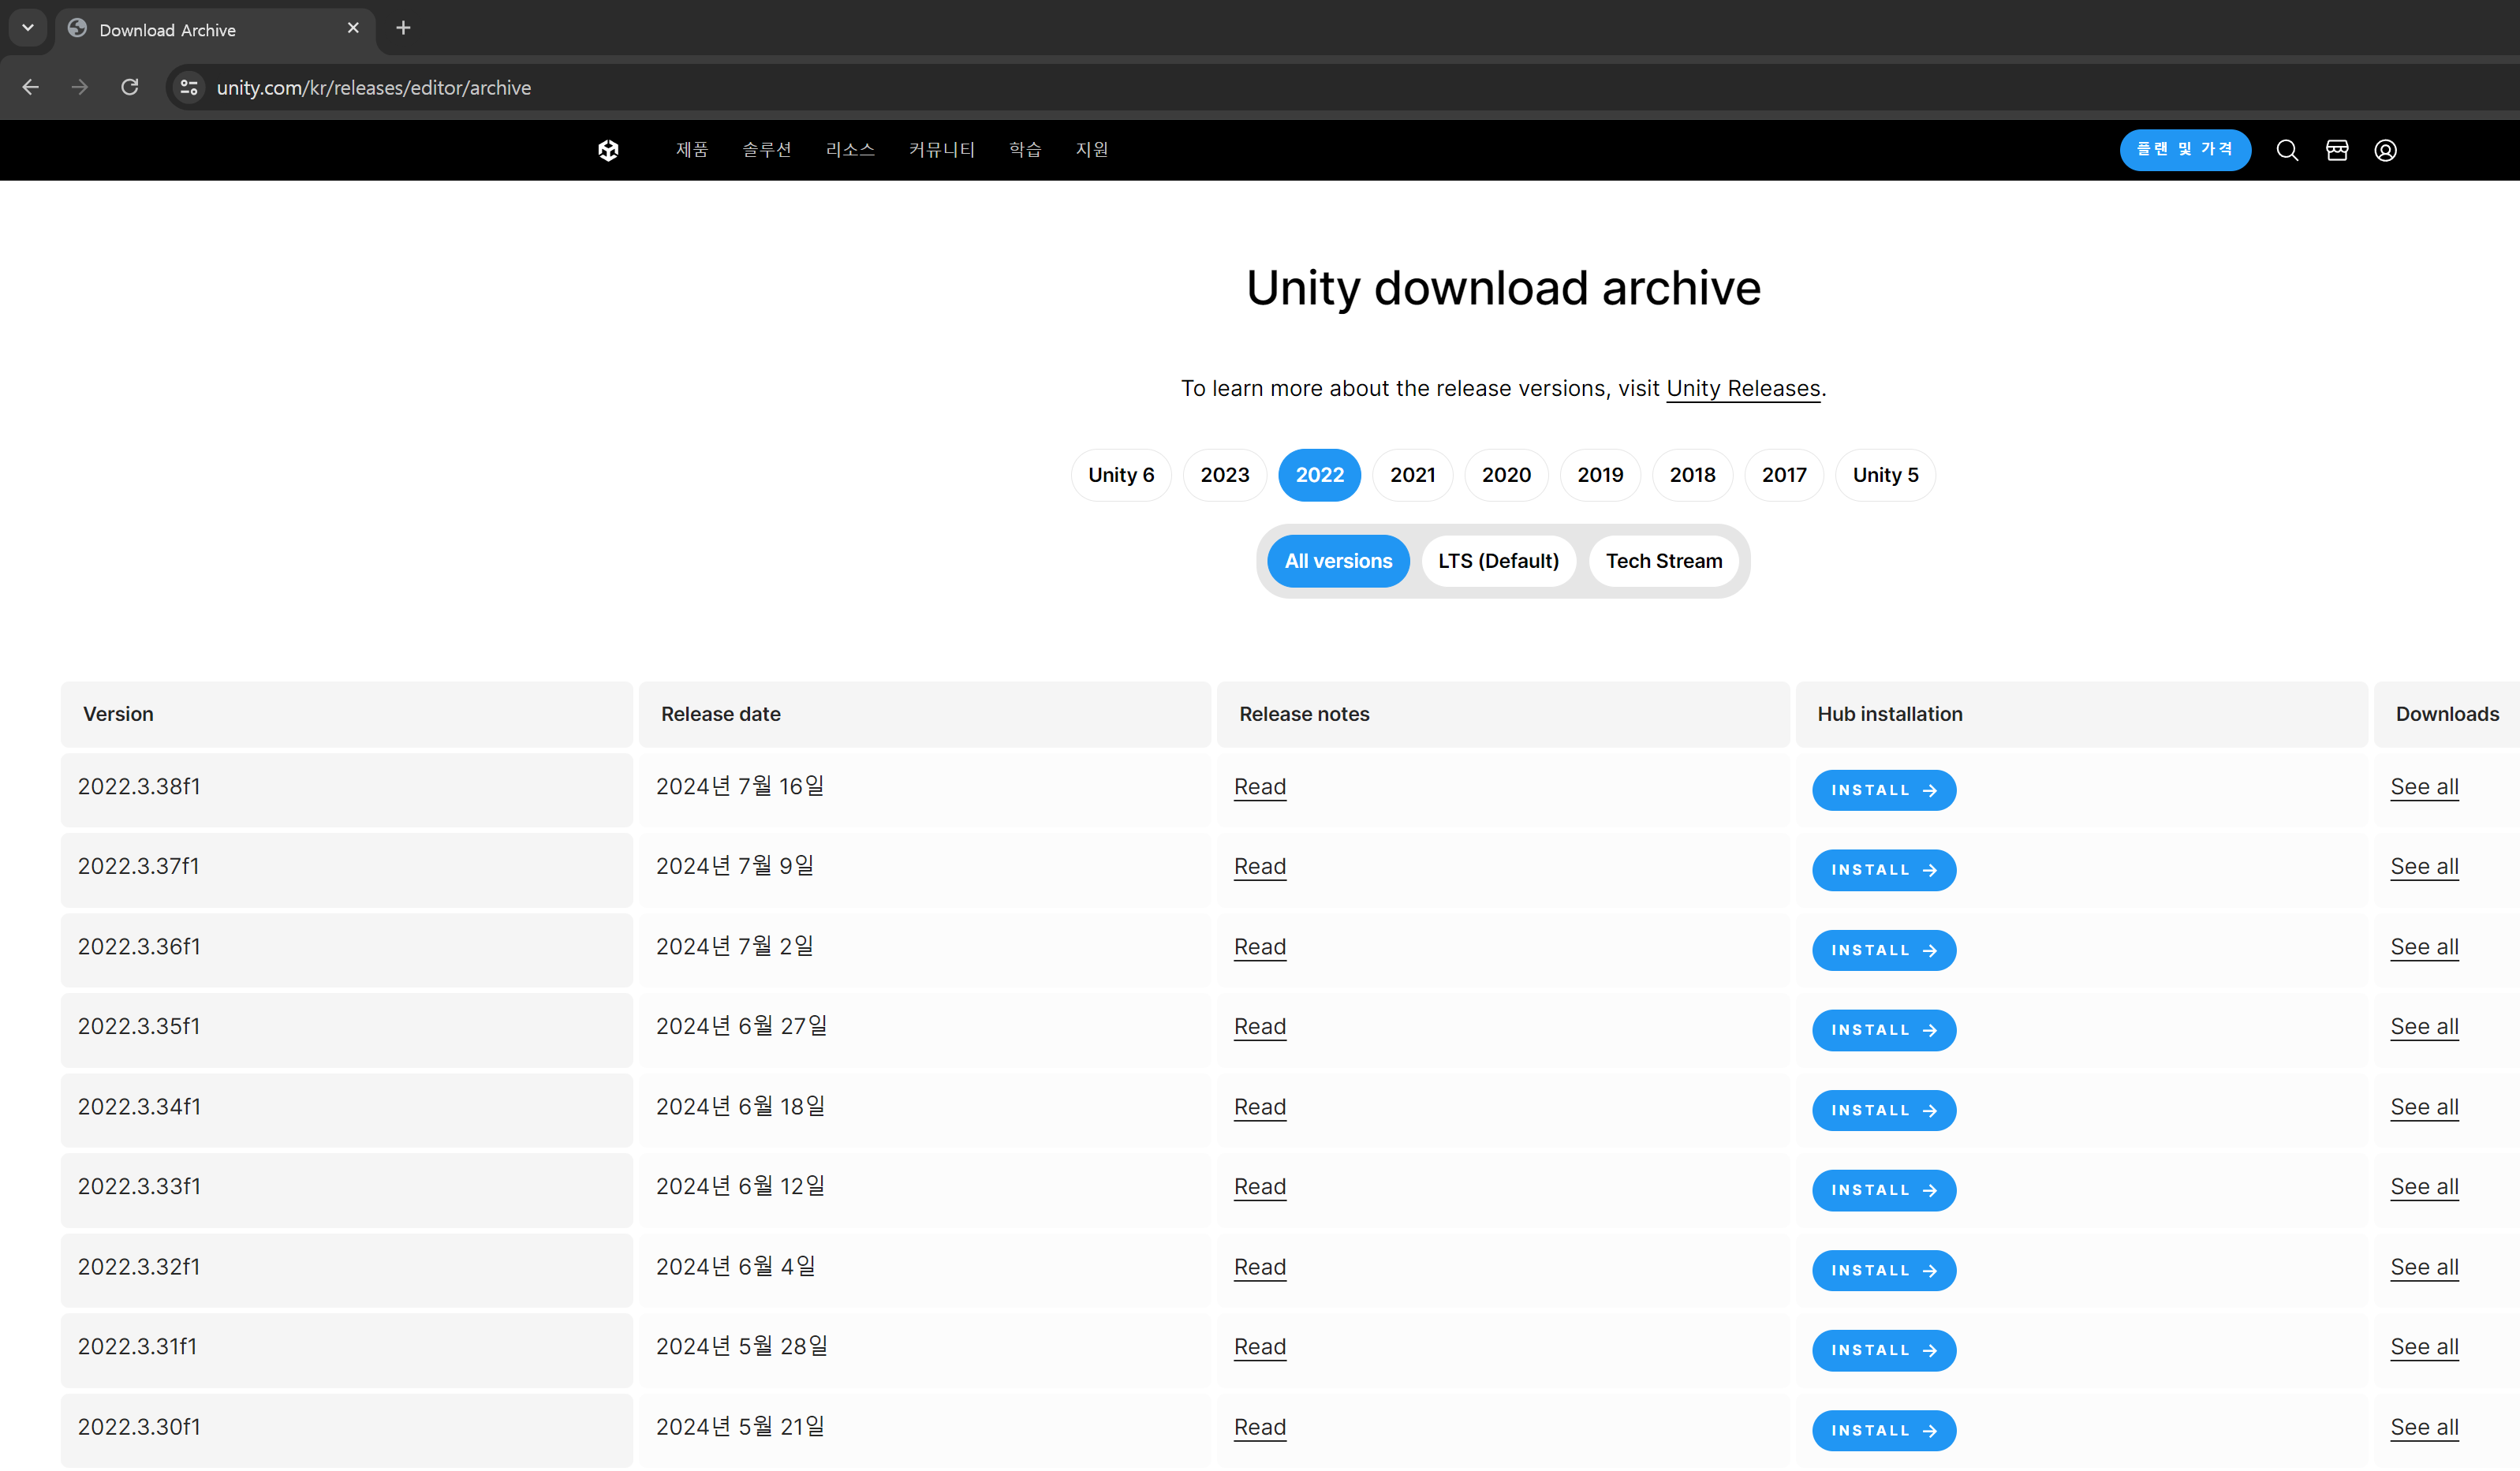 Download Archive
unity.com/kr/releases/editor/archive
제품 솔루션 리소스 커뮤니티 학습 지원 플랜 및 가격
Unity download archive
To learn more about the release versions, visit Unity Releases.
Unity 6 2023 2022 2021 2020 2019 2018 2017 Unity 5
All versions LTS (Default) Tech Stream
Version Release date Release notes Hub installation Downloads
2022.3.38f1 2024년 7월 16일 Read INSTALL See all
2022.3.37f1 2024년 7월 9일 Read INSTALL See all
2022.3.36f1 2024년 7월 2일 Read INSTALL See all
2022.3.35f1 2024년 6월 27일 Read INSTALL See all
2022.3.34f1 2024년 6월 18일 Read INSTALL See all
2022.3.33f1 2024년 6월 12일 Read INSTALL See all
2022.3.32f1 2024년 6월 4일 Read INSTALL See all
2022.3.31f1 2024년 5월 28일 Read INSTALL See all
2022.3.30f1 2024년 5월 21일 Read INSTALL See all